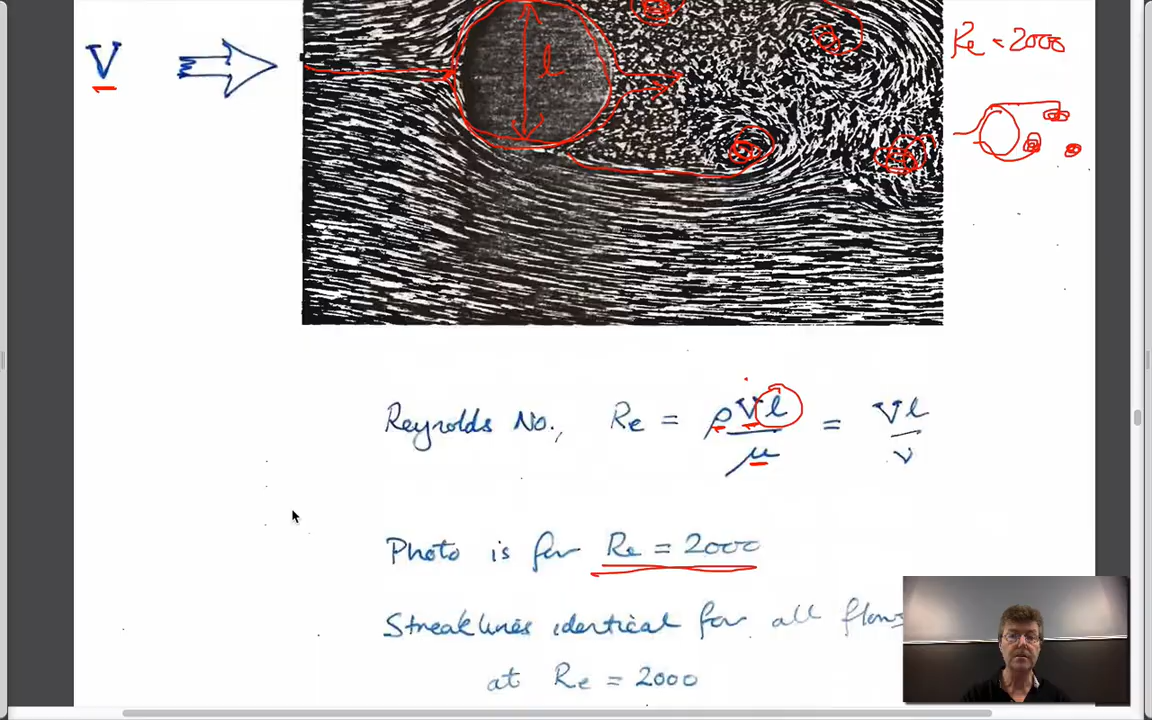 V
l
Re = 2000
Reynolds No., Re = ρVl/μ = Vl/ν
Photo is for Re = 2000
Streaklines identical for all flows
at Re = 2000